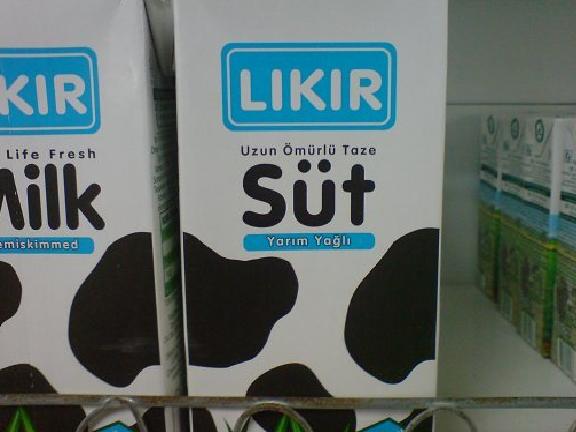 KIR
Life Fresh
Milk
emiskimmed
LIKIR
Uzun Ömürlü Taze
Süt
Yarım Yağlı